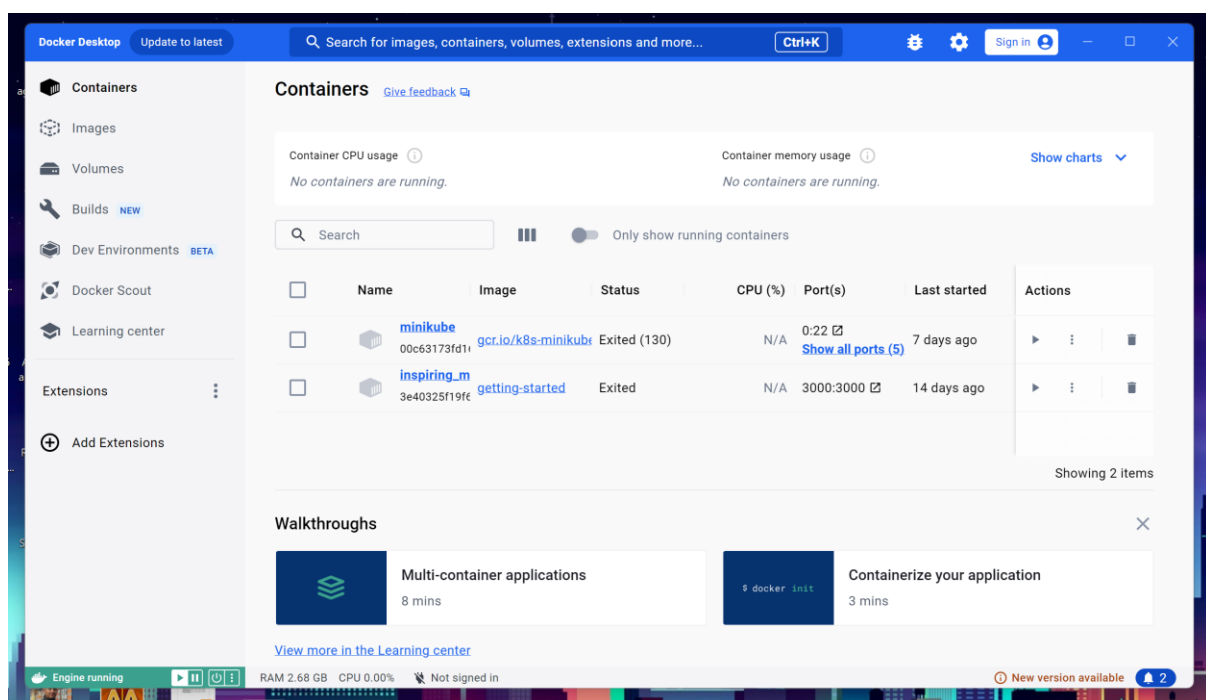 Docker Desktop Update to latest Search for images, containers, volumes, extensions and more... Ctrl+K Sign in
Containers
Images
Volumes
Builds NEW
Dev Environments BETA
Docker Scout
Learning center
Extensions
Add Extensions
Containers Give feedback
Container CPU usage
No containers are running.
Container memory usage
No containers are running.
Show charts
Search Only show running containers
Name Image Status CPU (%) Port(s) Last started Actions
minikube
00c63173fd1
gcr.io/k8s-minikube Exited (130) N/A
0:22
Show all ports (5)
7 days ago
inspiring_m
3e40325f19f
getting-started Exited N/A 3000:3000 14 days ago
Showing 2 items
Walkthroughs
Multi-container applications
8 mins
$ docker init
Containerize your application
3 mins
View more in the Learning center
Engine running RAM 2.68 GB CPU 0.00% Not signed in New version available 2